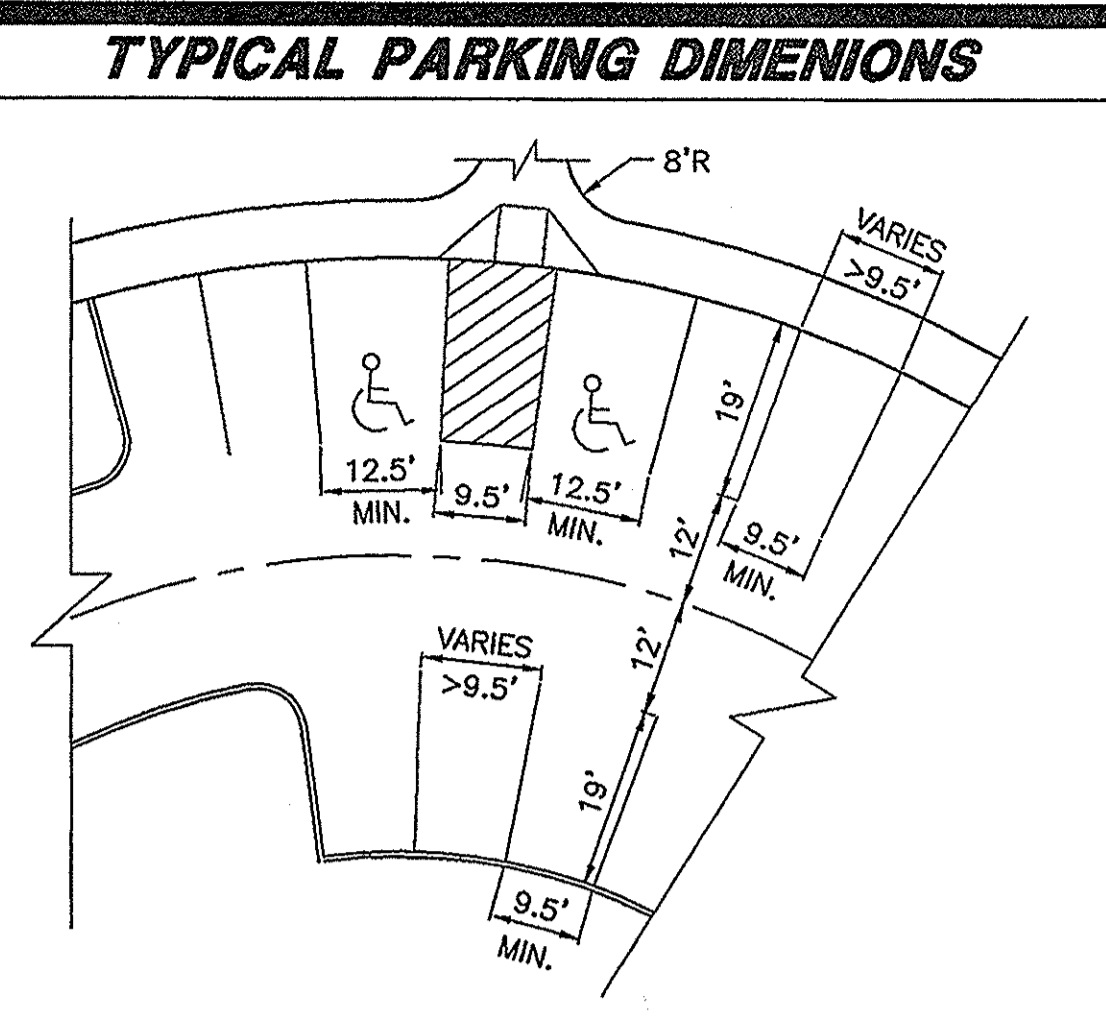 TYPICAL PARKING DIMENIONS
8'R
VARIES
>9.5'
19'
12.5'
MIN.
9.5'
12.5'
MIN.
12'
9.5'
MIN.
12'
VARIES
>9.5'
19'
9.5'
MIN.